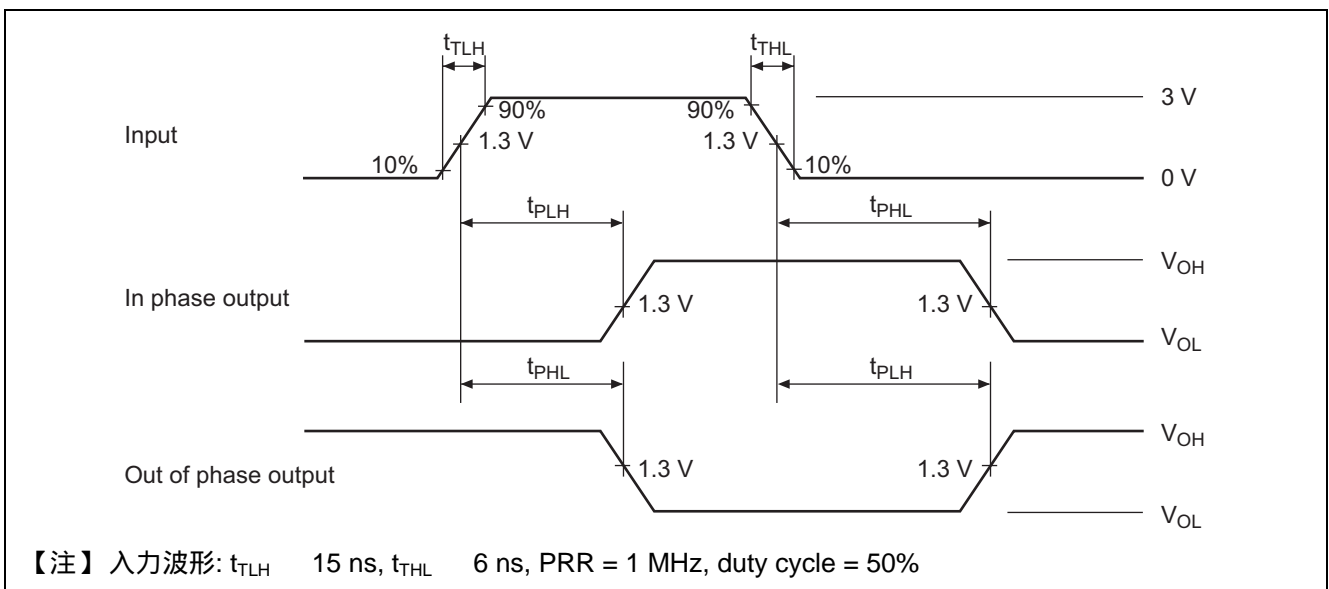 tTLH tTHL
3 V
90% 90%
Input 1.3 V 1.3 V
10% 10%
0 V
tPLH tPHL
VOH
In phase output 1.3 V 1.3 V
VOL
tPHL tPLH
VOH
Out of phase output 1.3 V 1.3 V
VOL
【注】入力波形: tTLH 15 ns, tTHL 6 ns, PRR = 1 MHz, duty cycle = 50%